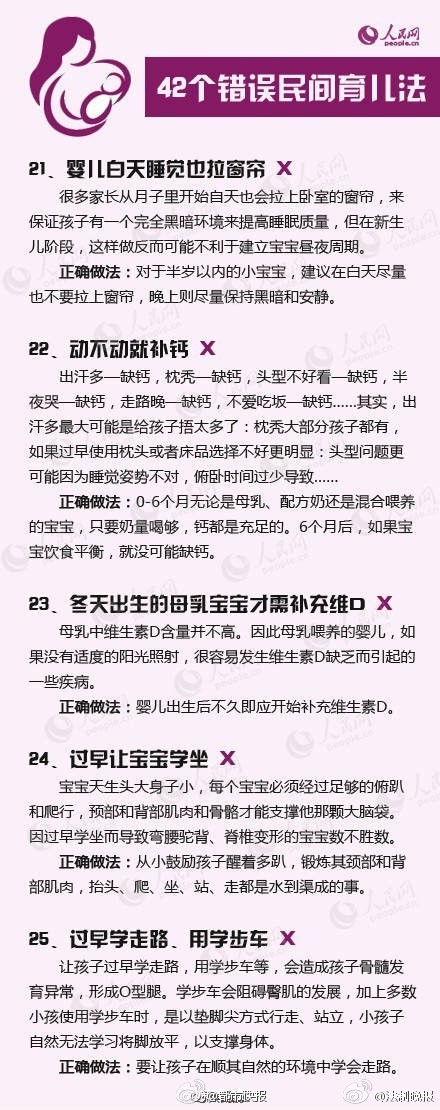 人民网
people.cn
42个错误民间育儿法
21、婴儿白天睡觉也拉窗帘 X
很多家长从月子里开始白天也会拉上卧室的窗帘，来
保证孩子有一个完全黑暗环境来提高睡眠质量，但在新生
儿阶段，这样做反而可能不利于建立宝宝昼夜周期。
正确做法：对于半岁以内的小宝宝，建议在白天尽量
也不要拉上窗帘，晚上则尽量保持黑暗和安静。
22、动不动就补钙 X
出汗多—缺钙，枕秃—缺钙，头型不好看—缺钙，半
夜哭—缺钙，走路晚—缺钙，不爱吃坂—缺钙......其实，出
汗多最大可能是给孩子捂太多了：枕秃大部分孩子都有，
如果过早使用枕头或者床品选择不好更明显：头型问题更
可能因为睡觉姿势不对，俯卧时间过少导致......
正确做法：0-6个月无论是母乳、配方奶还是混合喂养
的宝宝，只要奶量喝够，钙都是充足的。6个月后，如果宝
宝饮食平衡，就没可能缺钙。
23、冬天出生的母乳宝宝才需补充维D X
母乳中维生素D含量并不高。因此母乳喂养的婴儿，如
果没有适度的阳光照射，很容易发生维生素D缺乏而引起的
一些疾病。
正确做法：婴儿出生后不久即应开始补充维生素D。
24、过早让宝宝学坐 X
宝宝天生头大身子小，每个宝宝必须经过足够的俯趴
和爬行，预部和背部肌肉和骨骼才能支撑他那颗大脑袋。
因过早学坐而导致弯腰驼背、脊椎变形的宝宝数不胜数。
正确做法：从小鼓励孩子醒着多趴，锻炼其颈部和背
部肌肉，抬头、爬、坐、站、走都是水到渠成的事。
25、过早学走路、用学步车 X
让孩子过早学走路，用学步车等，会造成孩子骨髓发
育异常，形成O型腿。学步车会阻碍臀肌的发展，加上多数
小孩使用学步车时，是以垫脚尖方式行走、站立，小孩子
自然无法学习将脚放平，以支撑身体。
正确做法：要让孩子在顺其自然的环境中学会走路。
@法制晚报